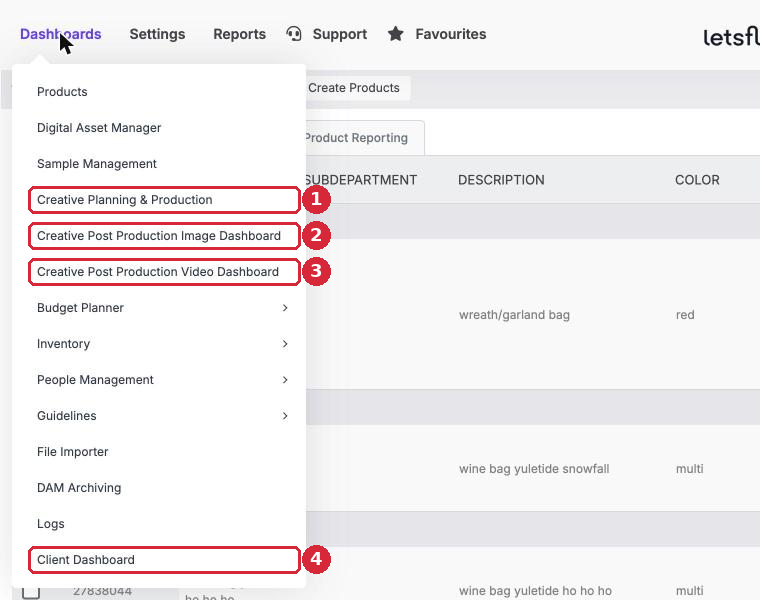 Dashboards Settings Reports Support Favourites
Create Products
Products
Digital Asset Manager
Product Reporting
Sample Management
SUBDEPARTMENT DESCRIPTION COLOR
Creative Planning & Production 1
Creative Post Production Image Dashboard 2
Creative Post Production Video Dashboard 3
Budget Planner
wreath/garland bag red
Inventory
People Management
Guidelines
File Importer
wine bag yuletide snowfall multi
DAM Archiving
Logs
Client Dashboard 4
27838044 wine bag yuletide ho ho ho multi
ho ho ho